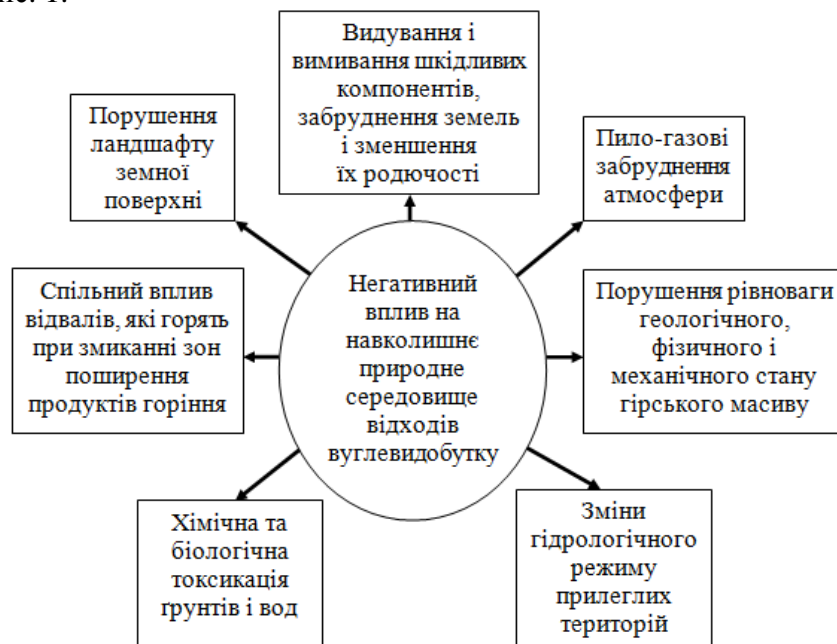 Видування і
вимивання шкідливих
компонентів,
забруднення земель
і зменшення
їх родючості
Порушення
ландшафту
земної
поверхні
Пило-газові
забруднення
атмосфери
Спільний вплив
відвалів, які горять
при змиканні зон
поширення
продуктів горіння
Негативний
вплив на
навколишнє
природне
середовище
відходів
вуглевидобутку
Порушення рівноваги
геологічного,
фізичного і
механічного стану
гірського масиву
Хімічна та
біологічна
токсикація
ґрунтів і вод
Зміни
гідрологічного
режиму
прилеглих
територій